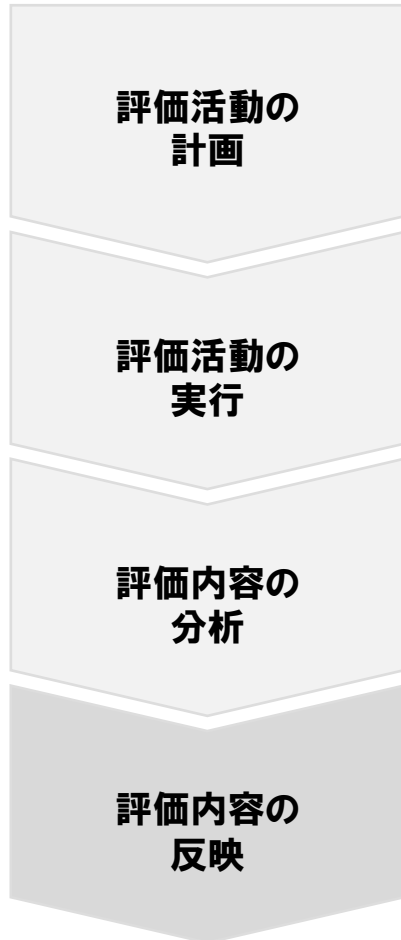 評価活動の
計画
評価活動の
実行
評価内容の
分析
評価内容の
反映